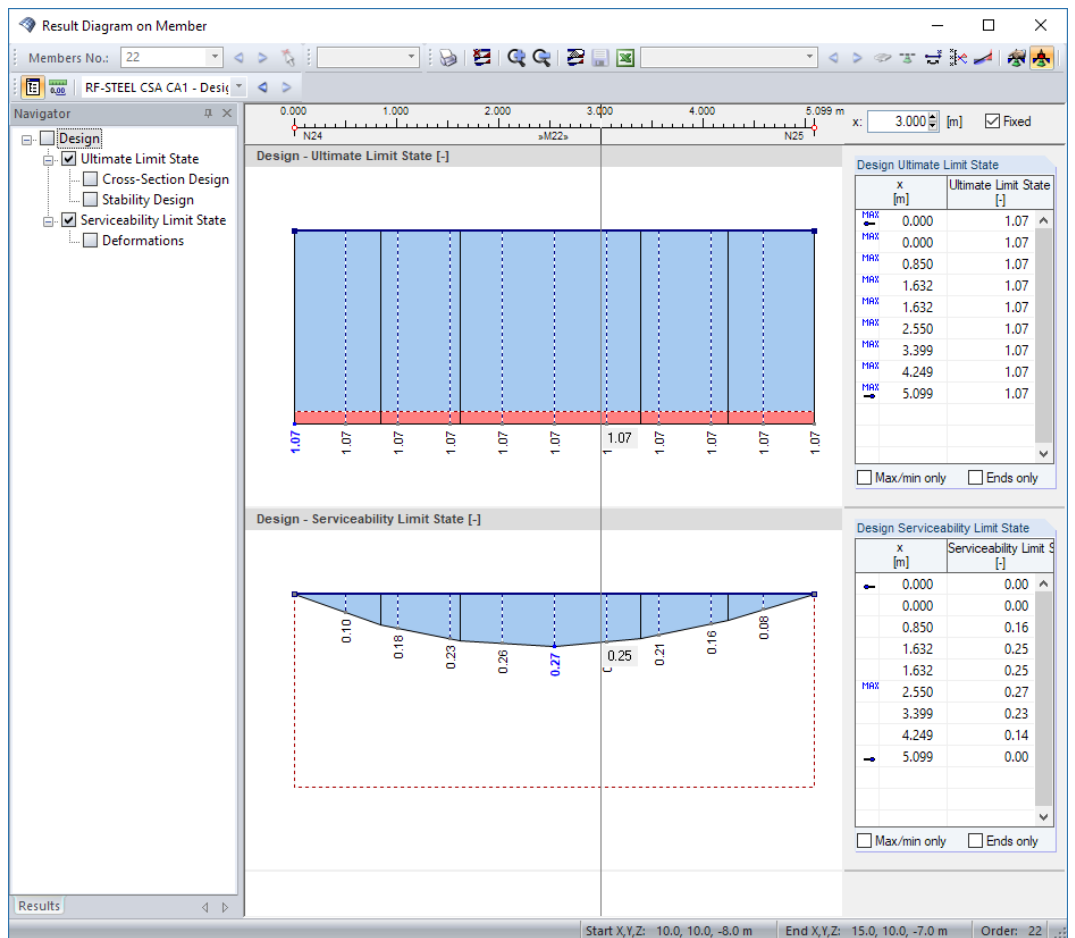 Result Diagram on Member
Members No.: 22
0,00 RF-STEEL CSA CA1 - Desig
Navigator
Design
Ultimate Limit State
Cross-Section Design
Stability Design
Serviceability Limit State
Deformations
Results
0.000 1.000 2.000 3.000 4.000 5.099 m
N24 »M22» N25
x: 3.000 [m] Fixed
Design - Ultimate Limit State [-]
1.07 1.07 1.07 1.07 1.07 1.07 1.07 1.07 1.07 1.07
Design Ultimate Limit State
x Ultimate Limit State
[m] [-]
MAX 0.000 1.07
MAX 0.000 1.07
MAX 0.850 1.07
MAX 1.632 1.07
MAX 1.632 1.07
MAX 2.550 1.07
MAX 3.399 1.07
MAX 4.249 1.07
MAX 5.099 1.07
Max/min only Ends only
Design - Serviceability Limit State [-]
0.10 0.18 0.23 0.26 0.27 0.25 0.21 0.16 0.08
Design Serviceability Limit State
x Serviceability Limit S
[m] [-]
0.000 0.00
0.000 0.00
0.850 0.16
1.632 0.25
1.632 0.25
MAX 2.550 0.27
3.399 0.23
4.249 0.14
5.099 0.00
Max/min only Ends only
Start X,Y,Z: 10.0, 10.0, -8.0 m End X,Y,Z: 15.0, 10.0, -7.0 m Order: 22